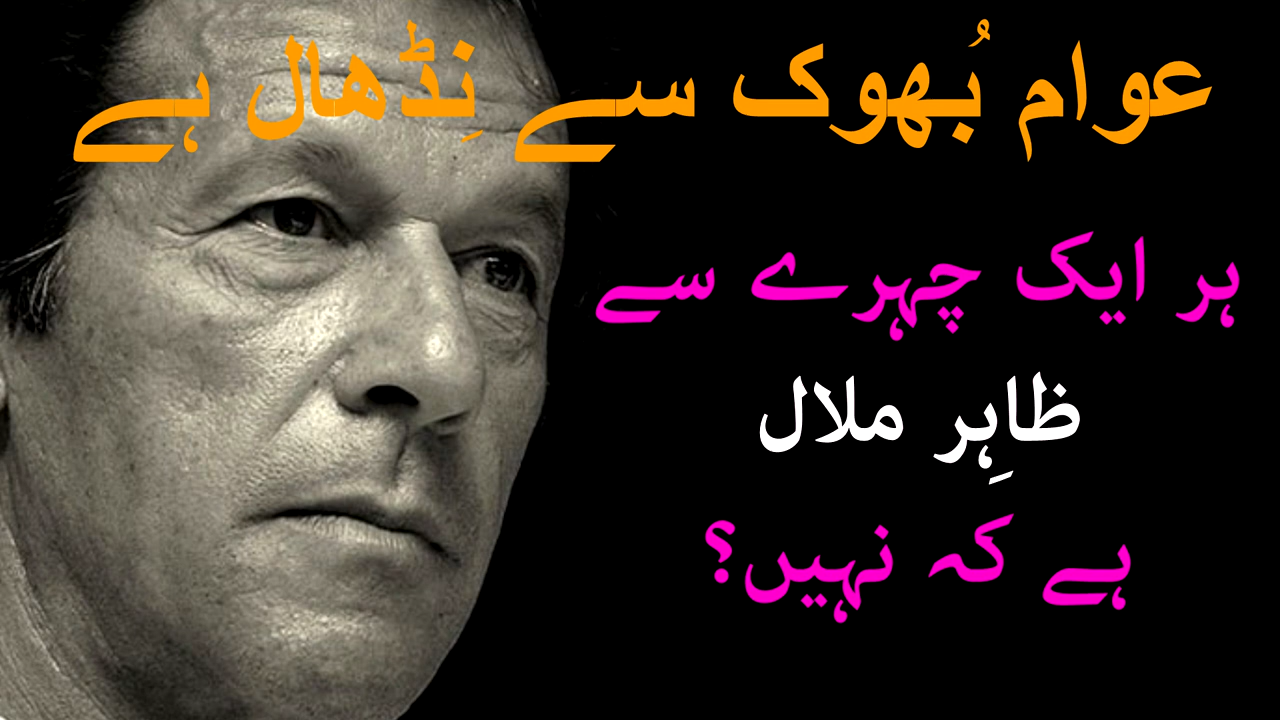 عوام بُھوک سے نِڈھال ہے
ہر ایک چہرے سے
ظاہِر ملال
ہے کہ نہیں؟